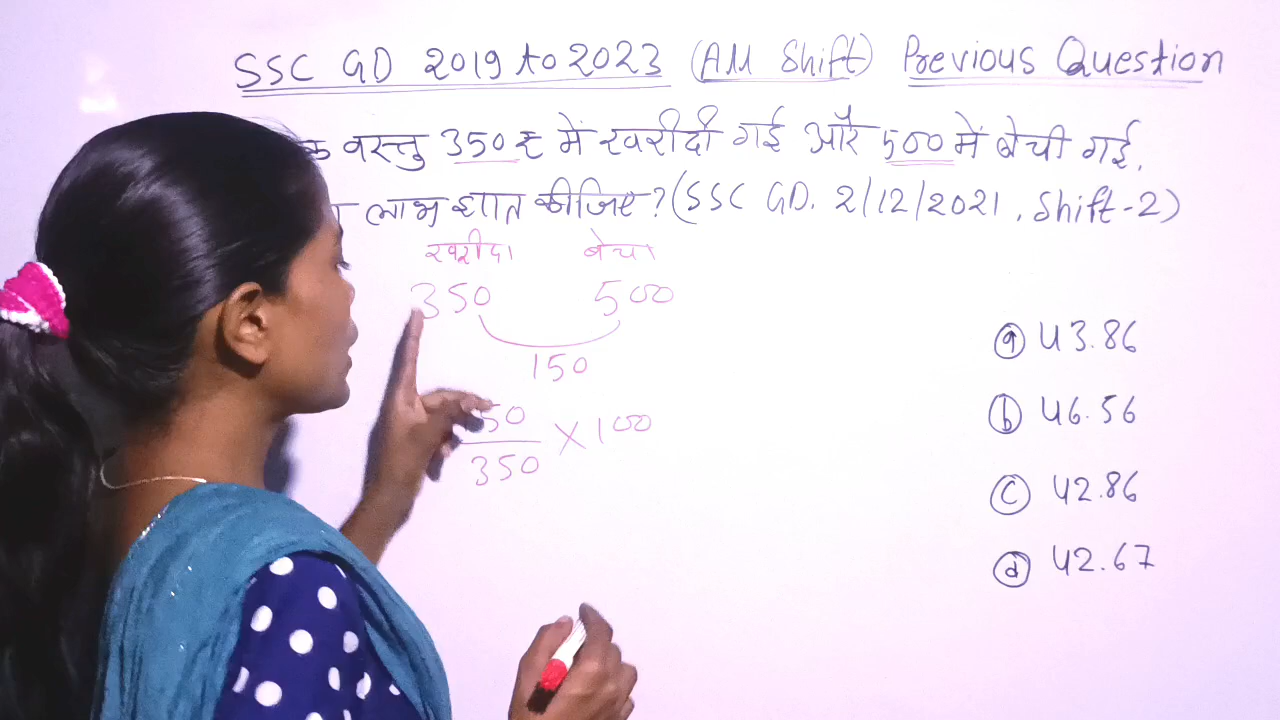 SSC GD 2019 to 2023 (All Shift) Previous Question
वस्तु 350 ₹ में खरीदी गई और 500 में बेची गई,
लाभ ज्ञात कीजिए? (SSC GD. 2/12/2021, Shift-2)
खरीदा बेचा
350 500
150
50
350 × 100
ⓐ 43.86
ⓑ 46.56
ⓒ 42.86
ⓓ 42.67